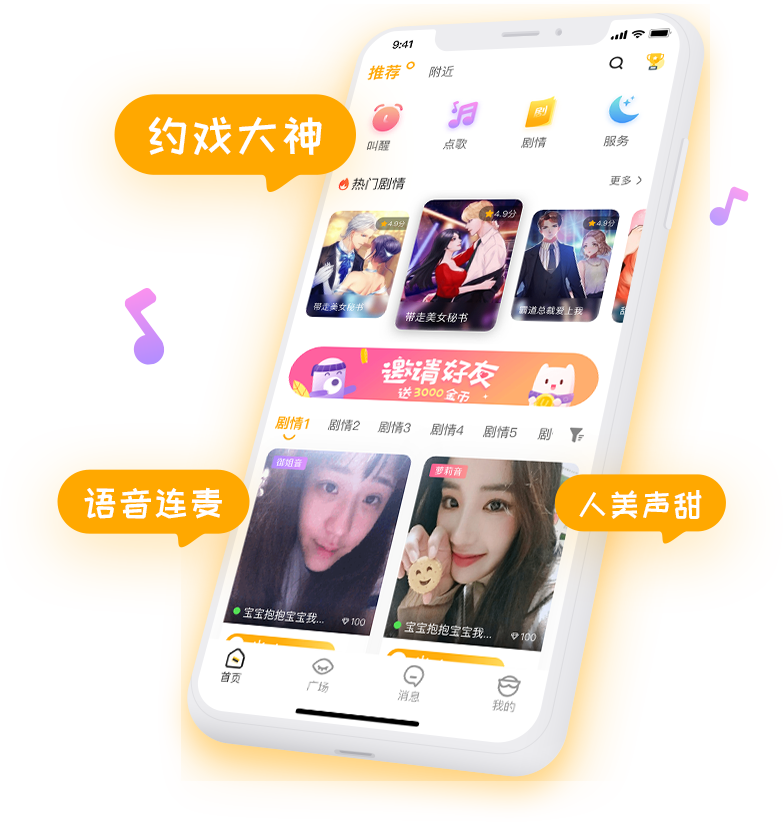 9:41
推荐
附近
约戏大神
叫醒
点歌
剧
剧情
服务
热门剧情
更多
4.9分
4.9分
4.9分
带走美女秘书
带走美女秘书
霸道总裁爱上我
邀请好友
送3000金币
剧情1
剧情2
剧情3
剧情4
剧情5
御姐音
萝莉音
语音连麦
人美声甜
宝宝抱抱宝宝我...
100
宝宝抱抱宝宝我...
100
首页
广场
消息
我的